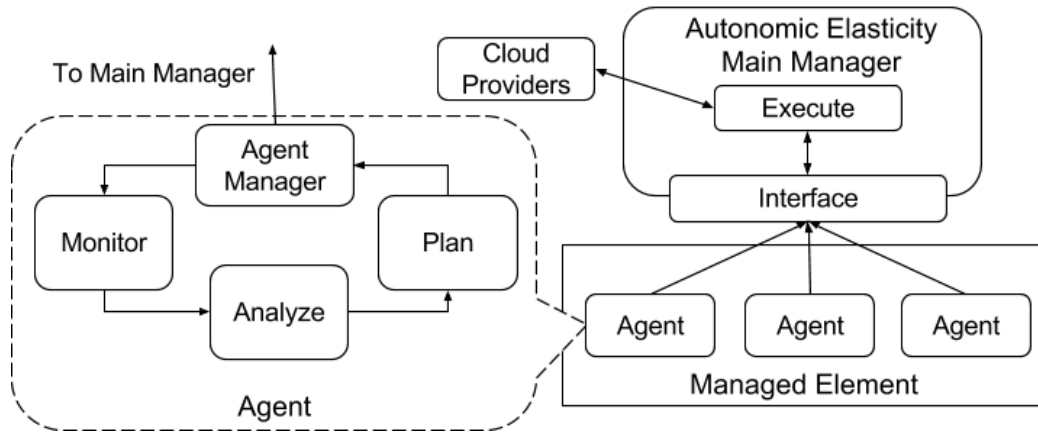 To Main Manager
Agent
Manager
Monitor
Plan
Analyze
Agent
Cloud
Providers
Autonomic Elasticity
Main Manager
Execute
Interface
Agent
Agent
Agent
Managed Element